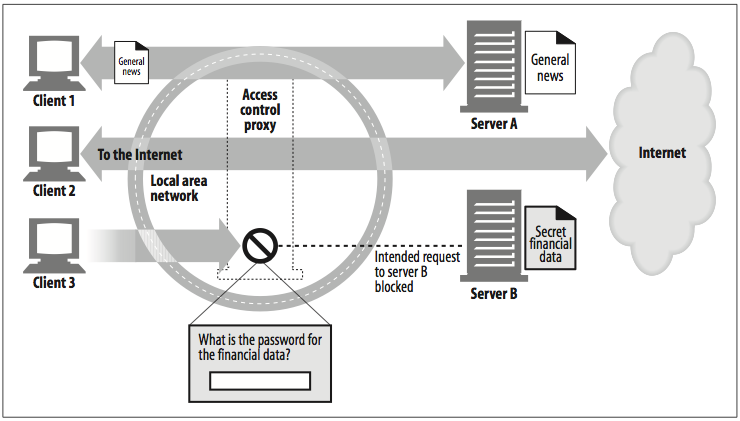 General
news
Client 1
Access
control
proxy
General
news
Server A
To the Internet
Client 2
Local area
network
Internet
Client 3
Intended request
to server B
blocked
Secret
financial
data
Server B
What is the password for
the financial data?